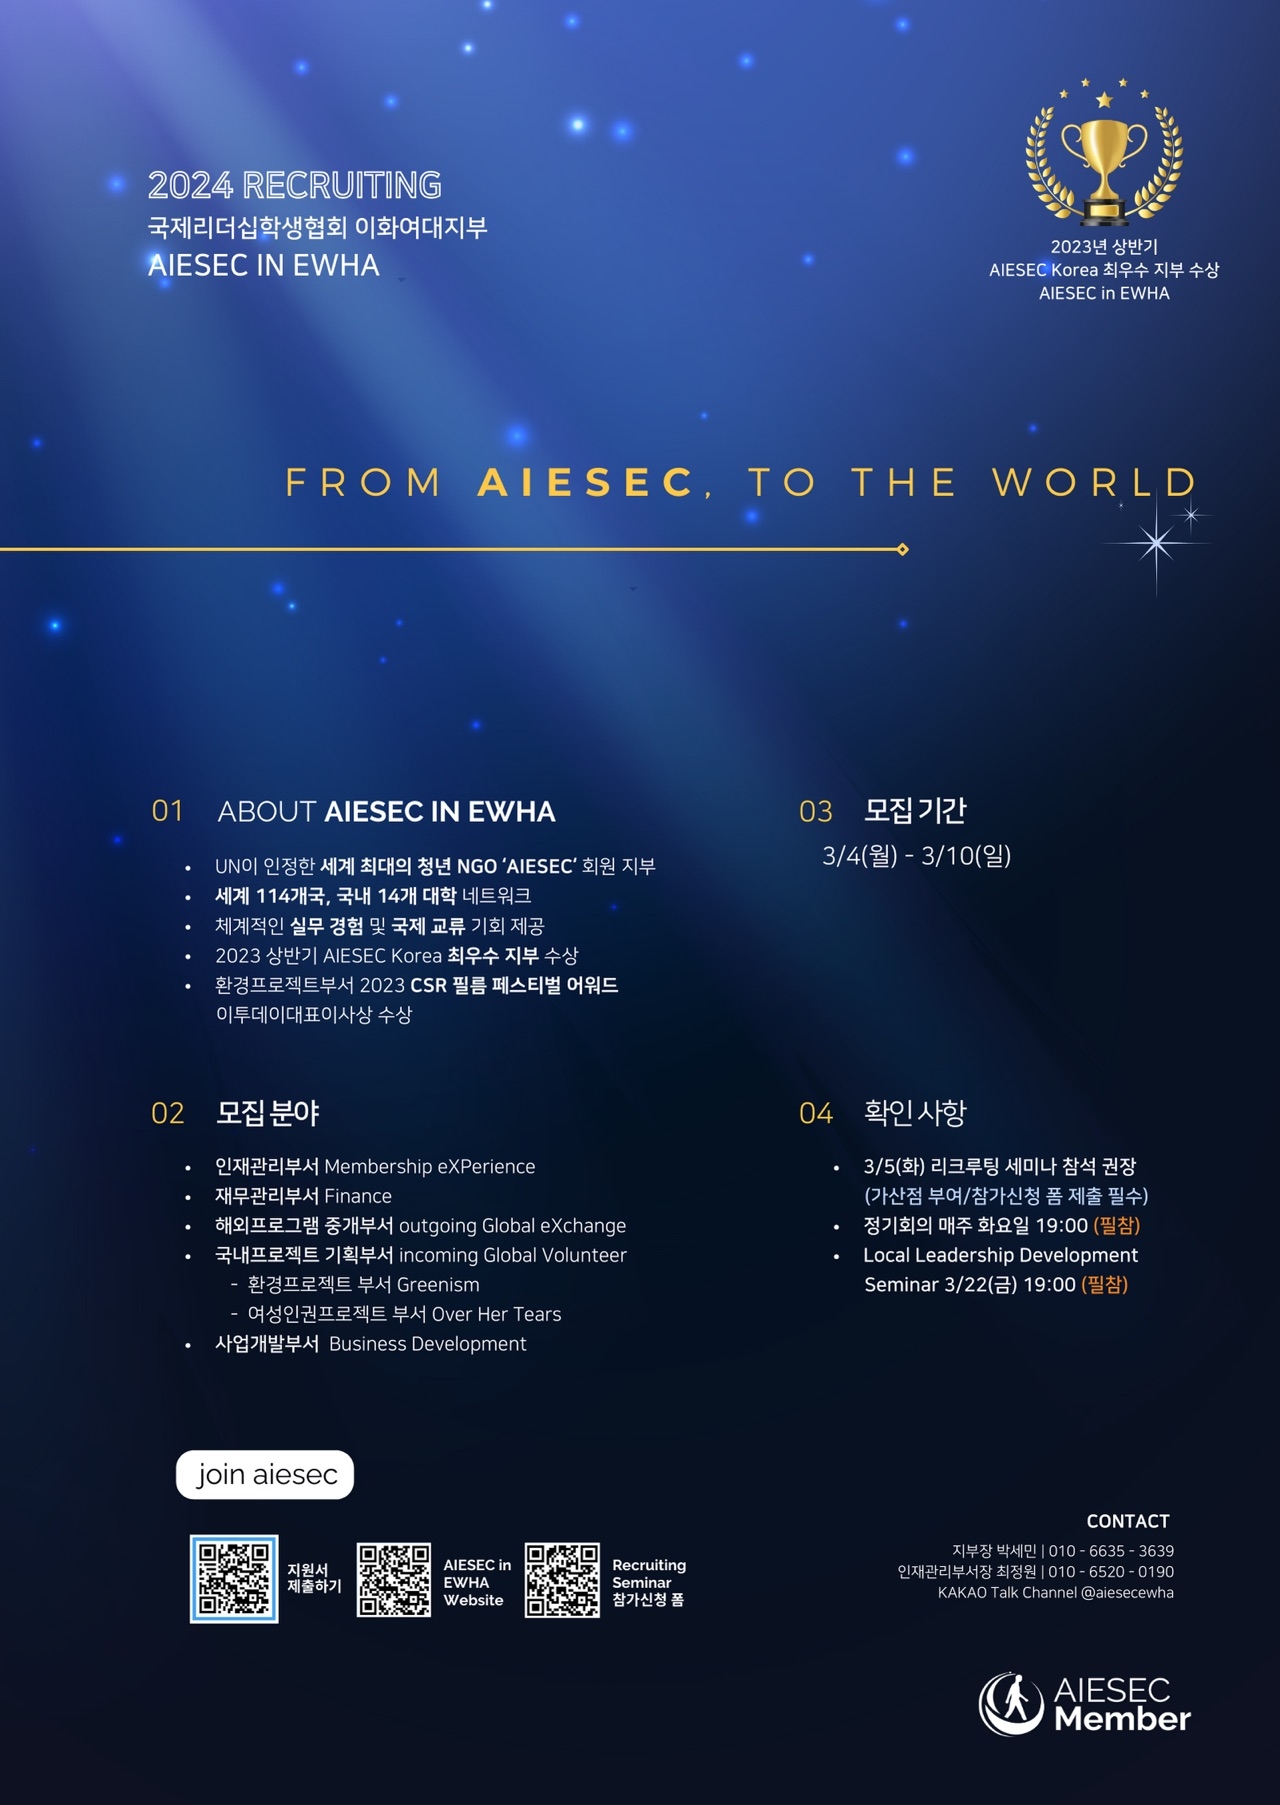 2024 RECRUITING
국제리더십학생협회 이화여대지부
AIESEC IN EWHA
2023년 상반기
AIESEC Korea 최우수 지부 수상
AIESEC in EWHA
FROM AIESEC, TO THE WORLD
01 ABOUT AIESEC IN EWHA
• UN이 인정한 세계 최대의 청년 NGO ‘AIESEC’ 회원 지부
• 세계 114개국, 국내 14개 대학 네트워크
• 체계적인 실무 경험 및 국제 교류 기회 제공
• 2023 상반기 AIESEC Korea 최우수 지부 수상
• 환경프로젝트부서 2023 CSR 필름 페스티벌 어워드
이투데이대표이사상 수상
02 모집 분야
• 인재관리부서 Membership eXPerience
• 재무관리부서 Finance
• 해외프로그램 중개부서 outgoing Global eXchange
• 국내프로젝트 기획부서 incoming Global Volunteer
- 환경프로젝트 부서 Greenism
- 여성인권프로젝트 부서 Over Her Tears
• 사업개발부서 Business Development
03 모집 기간
3/4(월) - 3/10(일)
04 확인 사항
• 3/5(화) 리크루팅 세미나 참석 권장
(가산점 부여/참가신청 폼 제출 필수)
• 정기회의 매주 화요일 19:00 (필참)
• Local Leadership Development
Seminar 3/22(금) 19:00 (필참)
join aiesec
지원서
제출하기
AIESEC in
EWHA
Website
Recruiting
Seminar
참가신청 폼
CONTACT
지부장 박세민 | 010 - 6635 - 3639
인재관리부서장 최정원 | 010 - 6520 - 0190
KAKAO Talk Channel @aiesecewha
AIESEC
Member